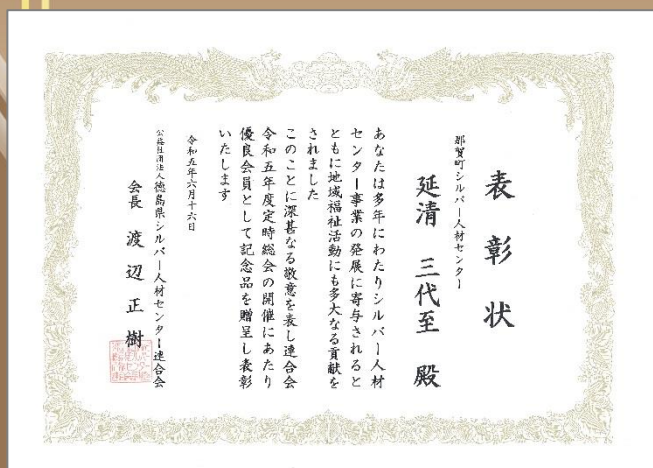 表彰状
那賀町シルバー人材センター
延清 三代至 殿
あなたは多年にわたりシルバー人材
センター事業の発展に寄与されると
ともに地域福祉活動にも多大なる貢献を
されました
このことに深甚なる敬意を表し連合会
令和五年度定時総会の開催にあたり
優良会員として記念品を贈呈し表彰
いたします
令和五年六月十六日
公益社団法人徳島県シルバー人材センター連合会
会長 渡辺正樹